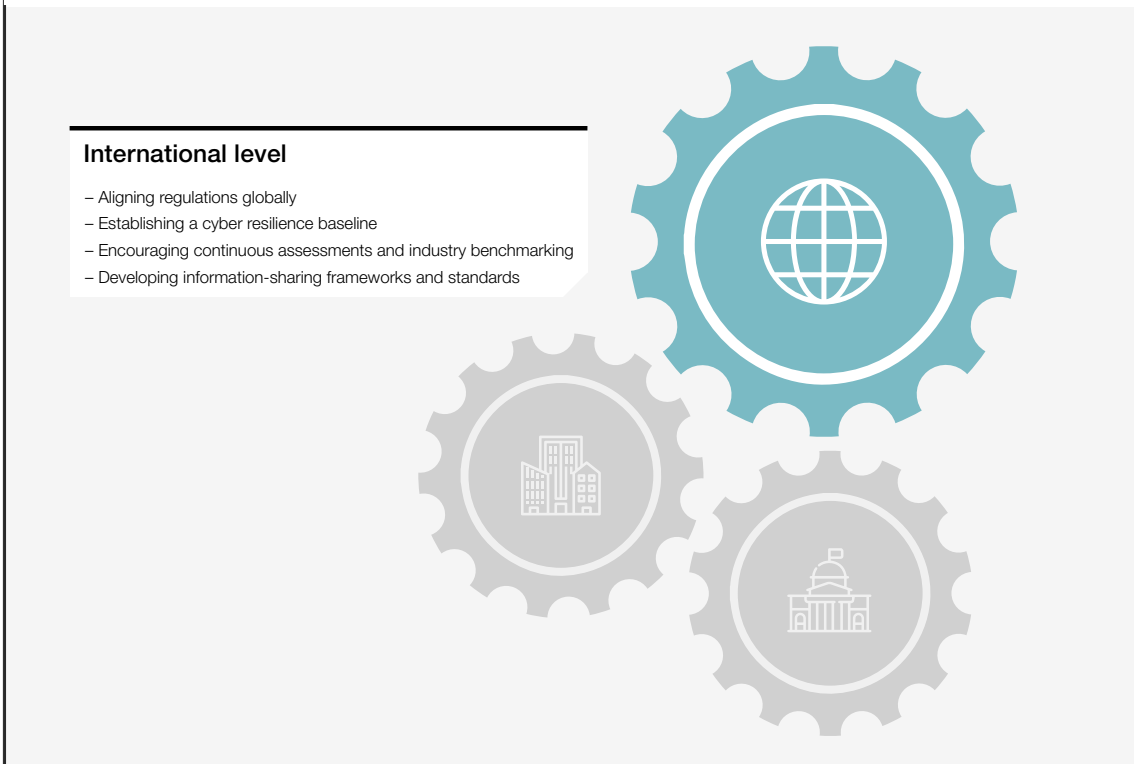 International level
– Aligning regulations globally
– Establishing a cyber resilience baseline
– Encouraging continuous assessments and industry benchmarking
– Developing information-sharing frameworks and standards